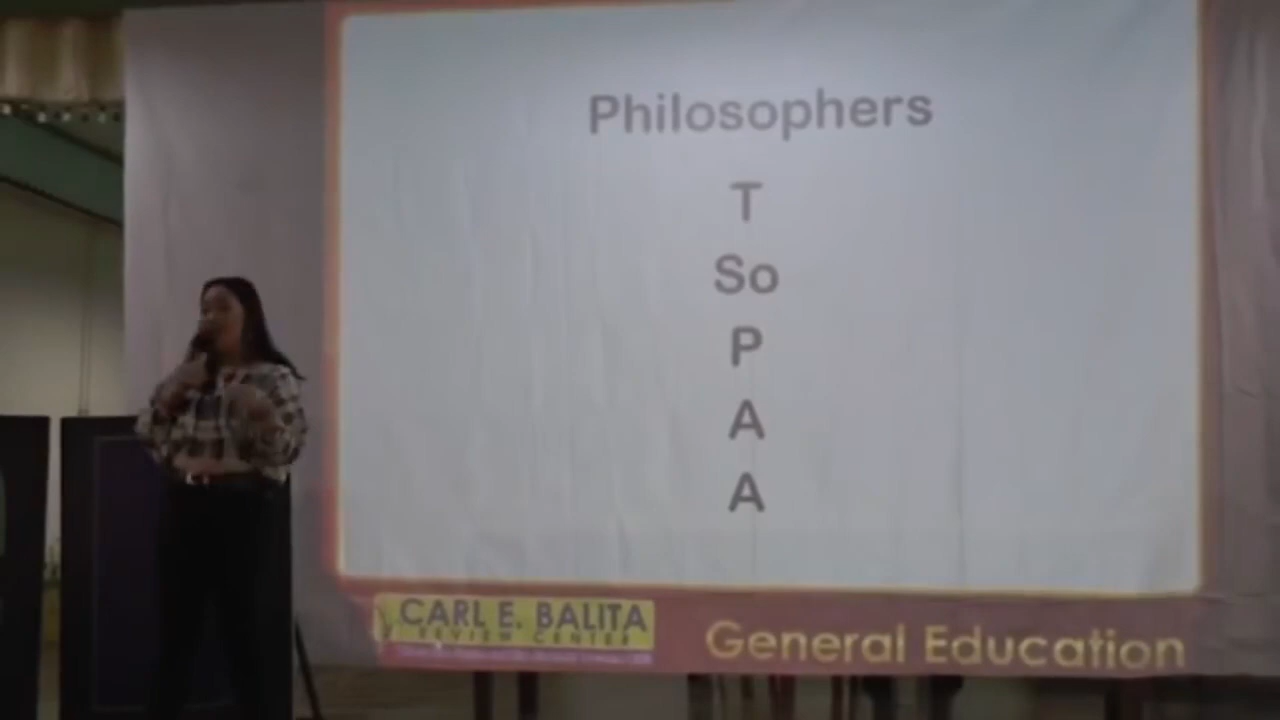 Philosophers
T
So
P
A
A
CARL E. BALITA
REVIEW CENTER
General Education